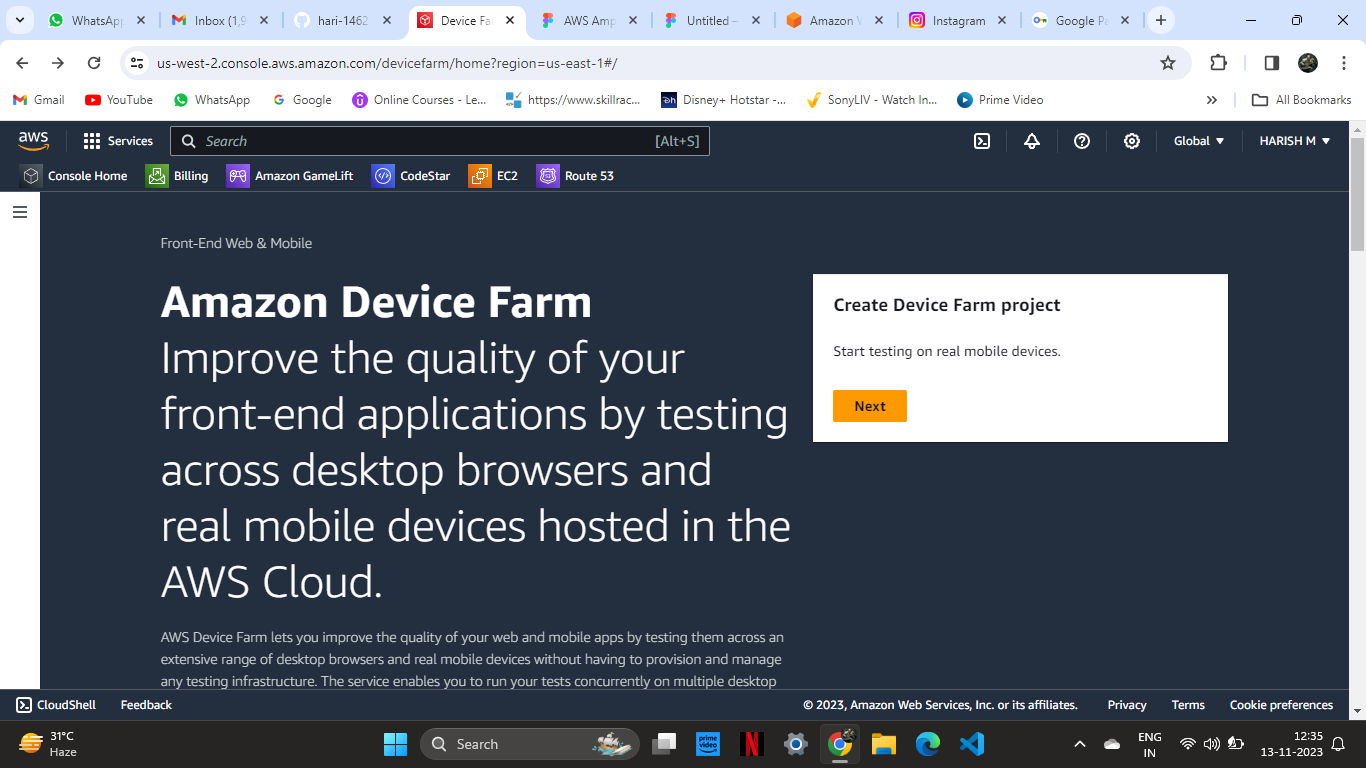 WhatsApp
Inbox (1,9
hari-1462
Device Fa
AWS Amp
Untitled –
Amazon V
Instagram
Google Pa
us-west-2.console.aws.amazon.com/devicefarm/home?region=us-east-1#/
Gmail
YouTube
WhatsApp
Google
Online Courses - Le...
https://www.skillrac...
Disney+ Hotstar -...
SonyLIV - Watch In...
Prime Video
All Bookmarks
aws
Services
Search
[Alt+S]
Global
HARISH M
Console Home
Billing
Amazon GameLift
CodeStar
EC2
Route 53
Front-End Web & Mobile
Amazon Device Farm
Improve the quality of your
front-end applications by testing
across desktop browsers and
real mobile devices hosted in the
AWS Cloud.
AWS Device Farm lets you improve the quality of your web and mobile apps by testing them across an
extensive range of desktop browsers and real mobile devices without having to provision and manage
any testing infrastructure. The service enables you to run your tests concurrently on multiple desktop
Create Device Farm project
Start testing on real mobile devices.
Next
CloudShell
Feedback
© 2023, Amazon Web Services, Inc. or its affiliates.
Privacy
Terms
Cookie preferences
31°C
Haze
Search
prime
video
N
ENG
IN
12:35
13-11-2023